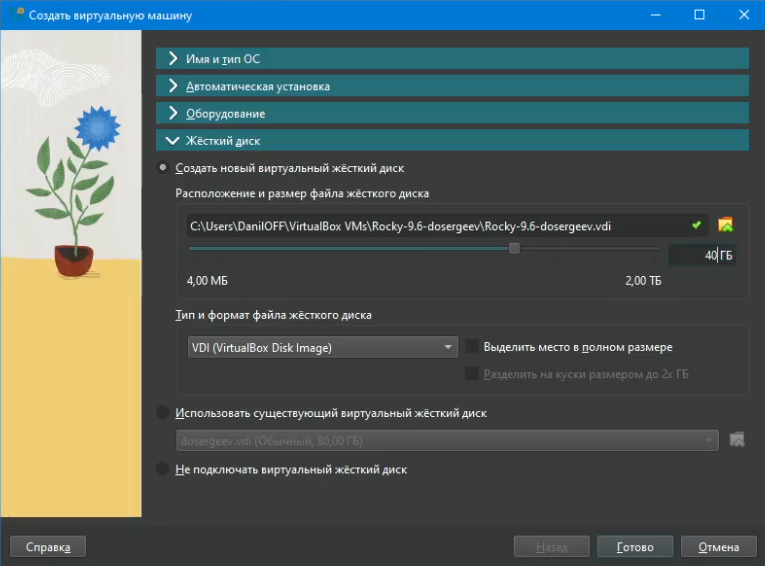 Создать виртуальную машину
Имя и тип ОС
Автоматическая установка
Оборудование
Жёсткий диск
Создать новый виртуальный жёсткий диск
Расположение и размер файла жёсткого диска
C:\Users\DanilOFF\VirtualBox VMs\Rocky-9.6-dosergeev\Rocky-9.6-dosergeev.vdi
40 ГБ
4,00 МБ
2,00 ТБ
Тип и формат файла жёсткого диска
VDI (VirtualBox Disk Image)
Выделить место в полном размере
Разделить на куски размером до 2х ГБ
Использовать существующий виртуальный жёсткий диск
dosergeev.vdi (Обычный, 80,00 ГБ)
Не подключать виртуальный жёсткий диск
Справка
Назад
Готово
Отмена